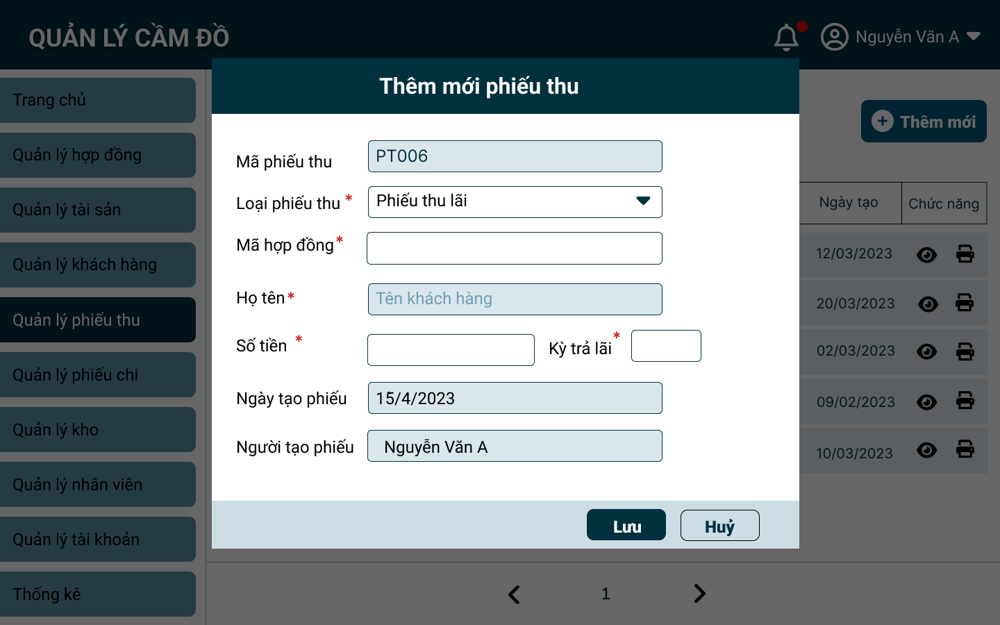 QUẢN LÝ CẦM ĐỒ
Nguyễn Văn A
Trang chủ
Quản lý hợp đồng
Quản lý tài sản
Quản lý khách hàng
Quản lý phiếu thu
Quản lý phiếu chi
Quản lý kho
Quản lý nhân viên
Quản lý tài khoản
Thống kê
Thêm mới phiếu thu
Mã phiếu thu PT006
Loại phiếu thu * Phiếu thu lãi
Mã hợp đồng *
Họ tên * Tên khách hàng
Số tiền * Kỳ trả lãi *
Ngày tạo phiếu 15/4/2023
Người tạo phiếu Nguyễn Văn A
Lưu Huỷ
Thêm mới
Ngày tạo Chức năng
12/03/2023
20/03/2023
02/03/2023
09/02/2023
10/03/2023
1